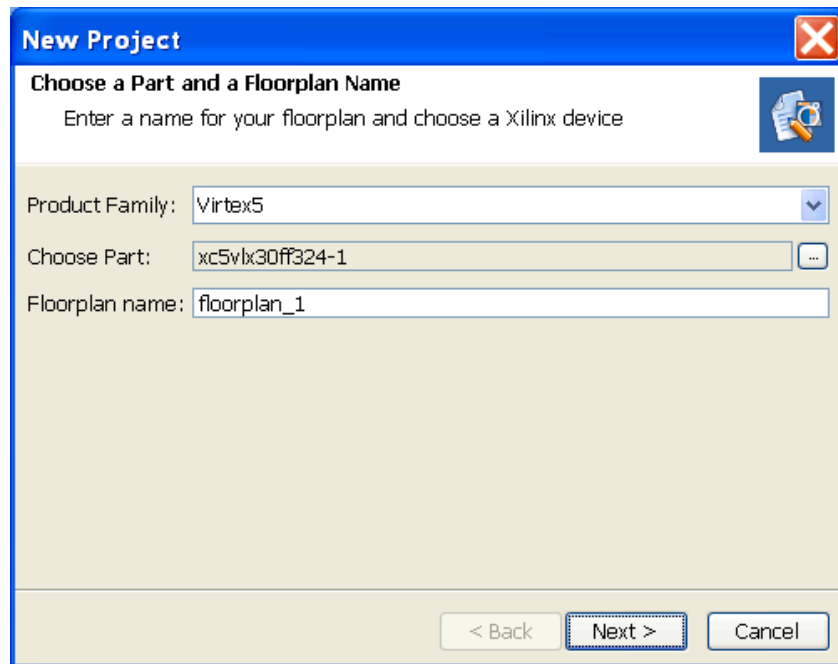 New Project
Choose a Part and a Floorplan Name
Enter a name for your floorplan and choose a Xilinx device
Product Family: Virtex5
Choose Part: xc5vlx30ff324-1 ...
Floorplan name: floorplan_1
< Back Next > Cancel